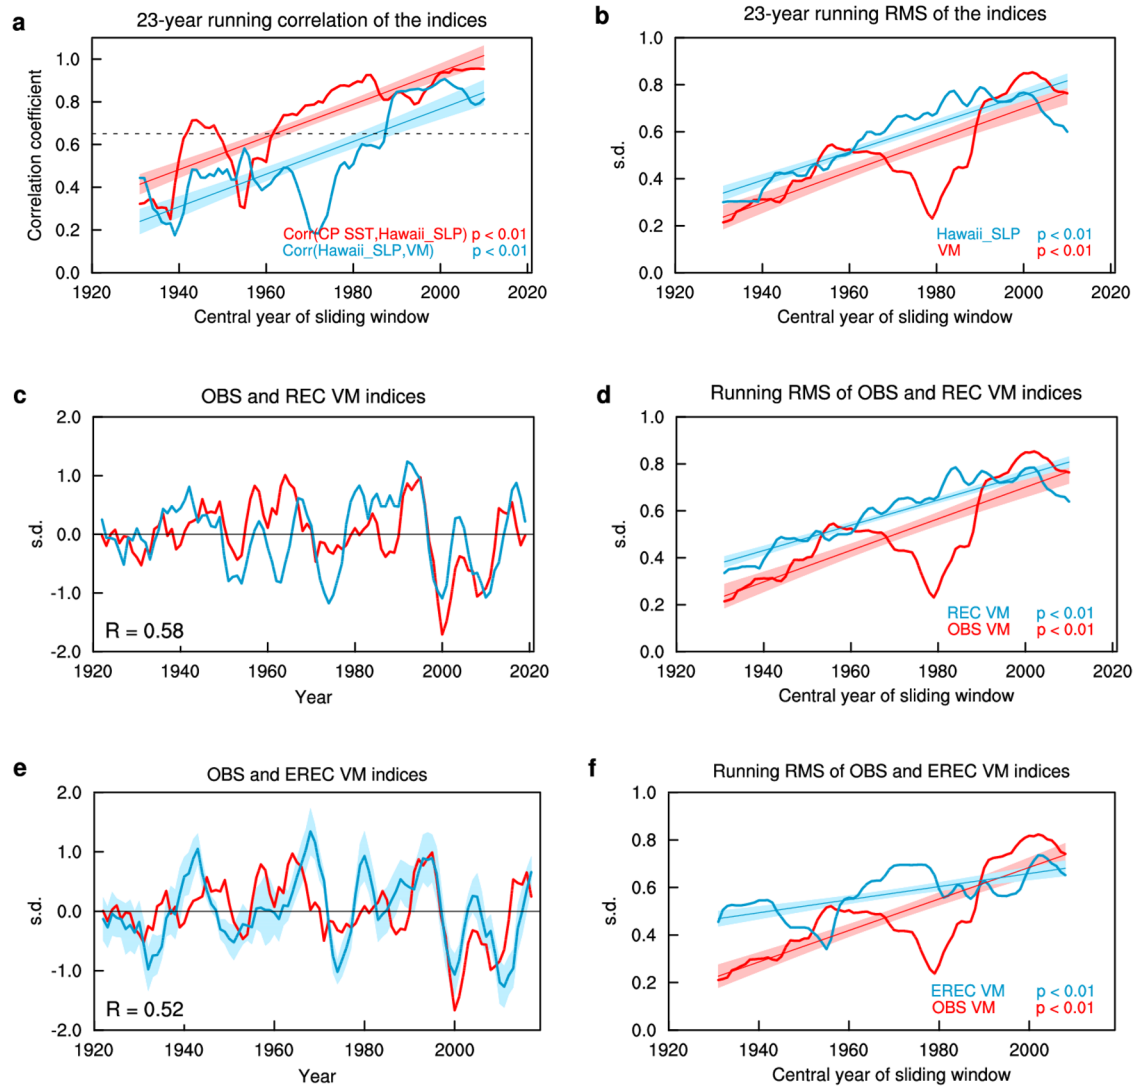 a
23-year running correlation of the indices
Correlation coefficient
1.0
0.8
0.6
0.4
0.2
0.0
Corr(CP SST,Hawaii_SLP) p < 0.01
Corr(Hawaii_SLP,VM) p < 0.01
1920 1940 1960 1980 2000 2020
Central year of sliding window
b
23-year running RMS of the indices
s.d.
1.0
0.8
0.6
0.4
0.2
0.0
Hawaii_SLP p < 0.01
VM p < 0.01
1920 1940 1960 1980 2000 2020
Central year of sliding window
c
OBS and REC VM indices
s.d.
2.0
1.0
0.0
-1.0
-2.0
R = 0.58
1920 1940 1960 1980 2000 2020
Year
d
Running RMS of OBS and REC VM indices
s.d.
1.0
0.8
0.6
0.4
0.2
0.0
REC VM p < 0.01
OBS VM p < 0.01
1920 1940 1960 1980 2000 2020
Central year of sliding window
e
OBS and EREC VM indices
s.d.
2.0
1.0
0.0
-1.0
-2.0
R = 0.52
1920 1940 1960 1980 2000
Year
f
Running RMS of OBS and EREC VM indices
s.d.
1.0
0.8
0.6
0.4
0.2
0.0
EREC VM p < 0.01
OBS VM p < 0.01
1920 1940 1960 1980 2000
Central year of sliding window